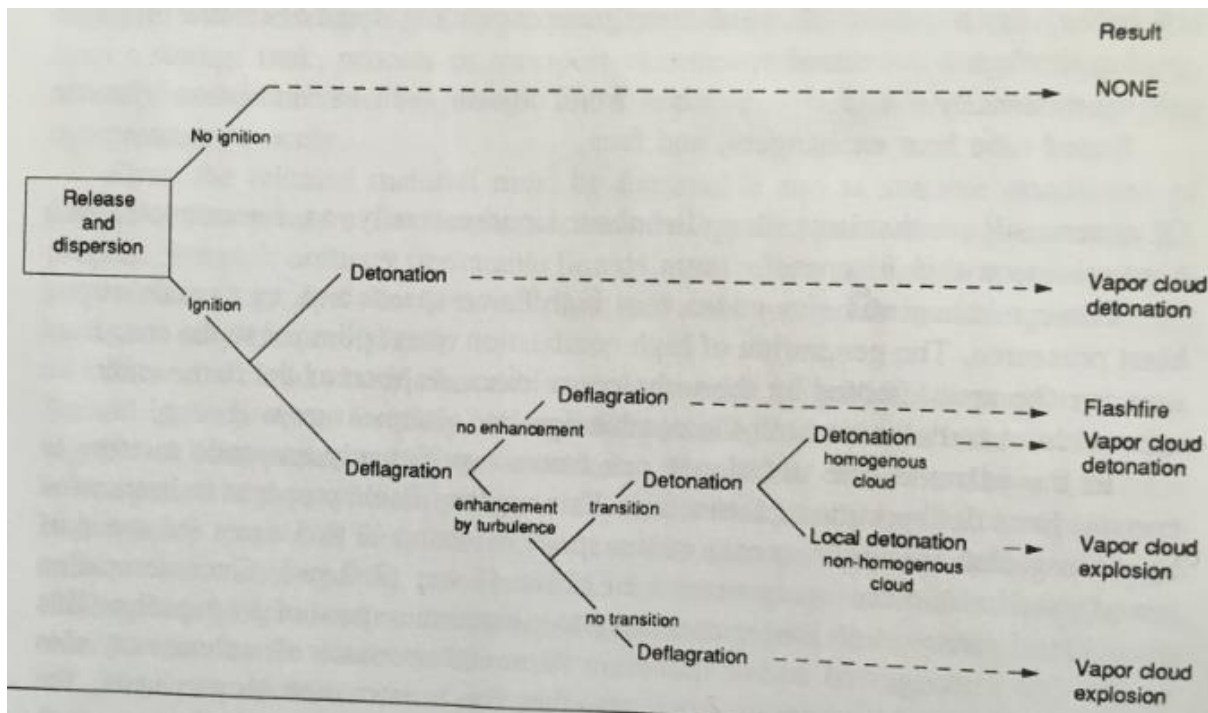 Result
NONE
No ignition
Release
and
dispersion
Ignition
Detonation
Vapor cloud
detonation
Deflagration
no enhancement
Deflagration
Flashfire
enhancement
by turbulence
transition
Detonation
Detonation
homogenous
cloud
Vapor cloud
detonation
Local detonation
non-homogenous
cloud
Vapor cloud
explosion
no transition
Deflagration
Vapor cloud
explosion